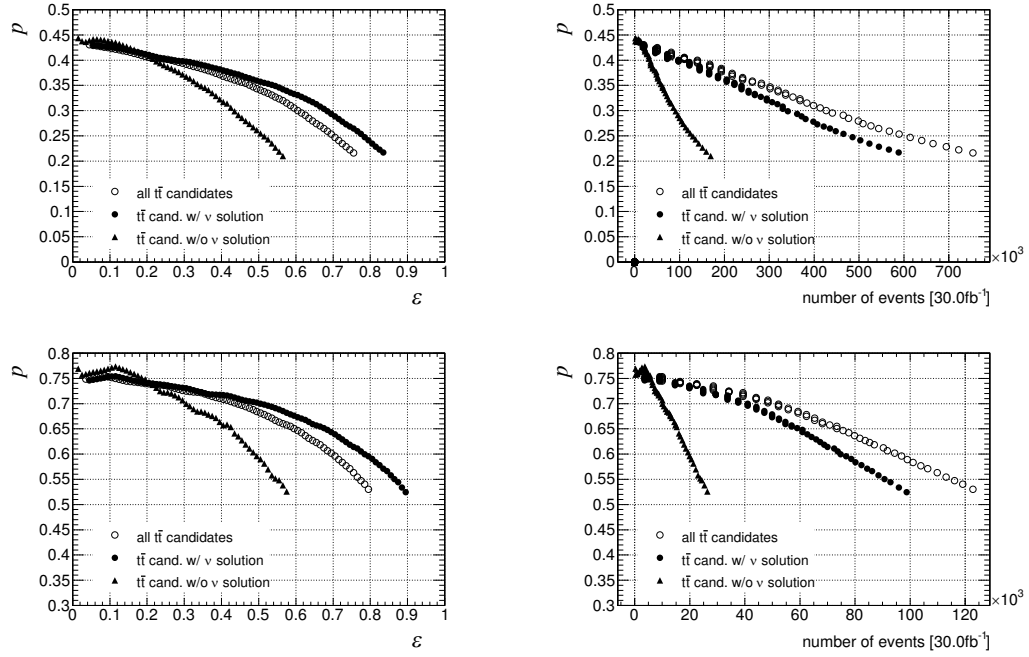 p
0.5
0.45
0.4
0.35
0.3
0.25
0.2
0.15
0.1
0.05
0
all tt̄ candidates
tt̄ cand. w/ ν solution
tt̄ cand. w/o ν solution
0 0.1 0.2 0.3 0.4 0.5 0.6 0.7 0.8 0.9 1
ε
p
0.5
0.45
0.4
0.35
0.3
0.25
0.2
0.15
0.1
0.05
0
all tt̄ candidates
tt̄ cand. w/ ν solution
tt̄ cand. w/o ν solution
0 100 200 300 400 500 600 700
×10³
number of events [30.0fb⁻¹]
p
0.8
0.75
0.7
0.65
0.6
0.55
0.5
0.45
0.4
0.35
0.3
all tt̄ candidates
tt̄ cand. w/ ν solution
tt̄ cand. w/o ν solution
0 0.1 0.2 0.3 0.4 0.5 0.6 0.7 0.8 0.9 1
ε
p
0.8
0.75
0.7
0.65
0.6
0.55
0.5
0.45
0.4
0.35
0.3
all tt̄ candidates
tt̄ cand. w/ ν solution
tt̄ cand. w/o ν solution
0 20 40 60 80 100 120
×10³
number of events [30.0fb⁻¹]